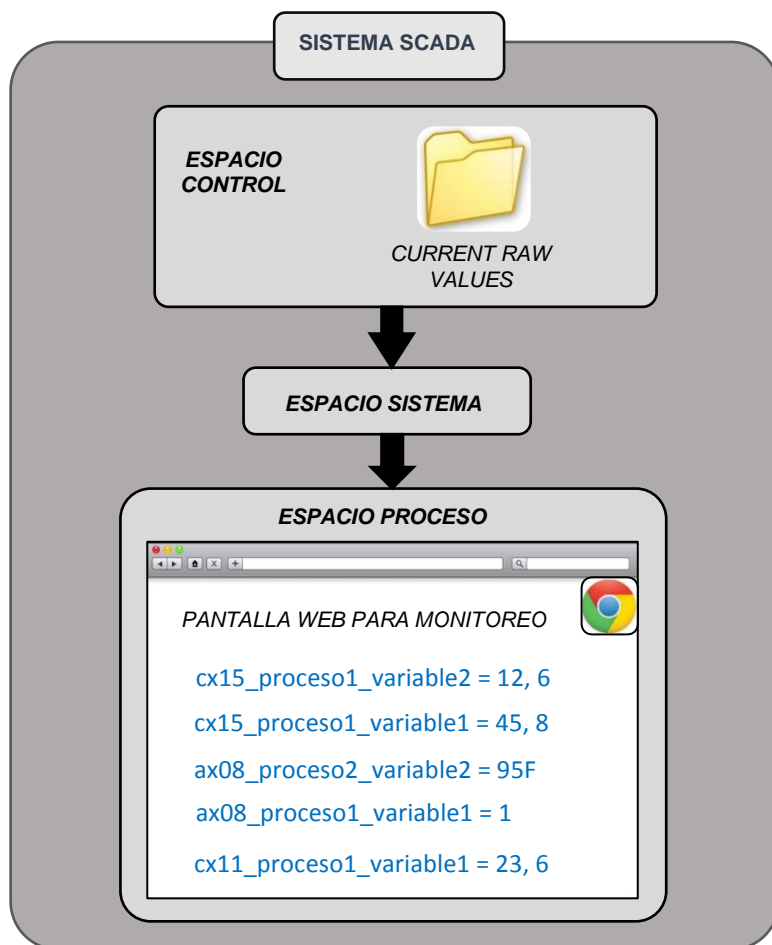 SISTEMA SCADA
ESPACIO
CONTROL
CURRENT RAW
VALUES
ESPACIO SISTEMA
ESPACIO PROCESO
X
PANTALLA WEB PARA MONITOREO
cx15_proceso1_variable2 = 12, 6
cx15_proceso1_variable1 = 45, 8
ax08_proceso2_variable2 = 95F
ax08_proceso1_variable1 = 1
cx11_proceso1_variable1 = 23, 6